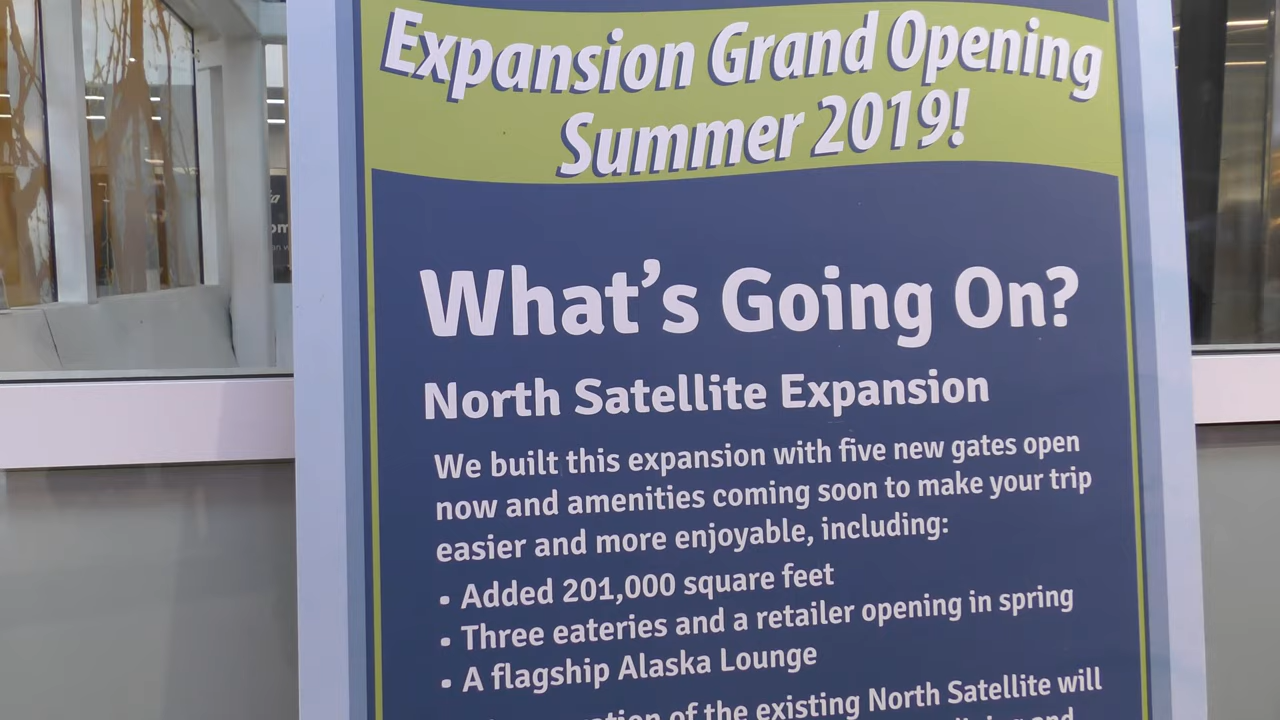 Expansion Grand Opening
Summer 2019!
What's Going On?
North Satellite Expansion
We built this expansion with five new gates open
now and amenities coming soon to make your trip
easier and more enjoyable, including:
• Added 201,000 square feet
• Three eateries and a retailer opening in spring
• A flagship Alaska Lounge
of the existing North Satellite will
and